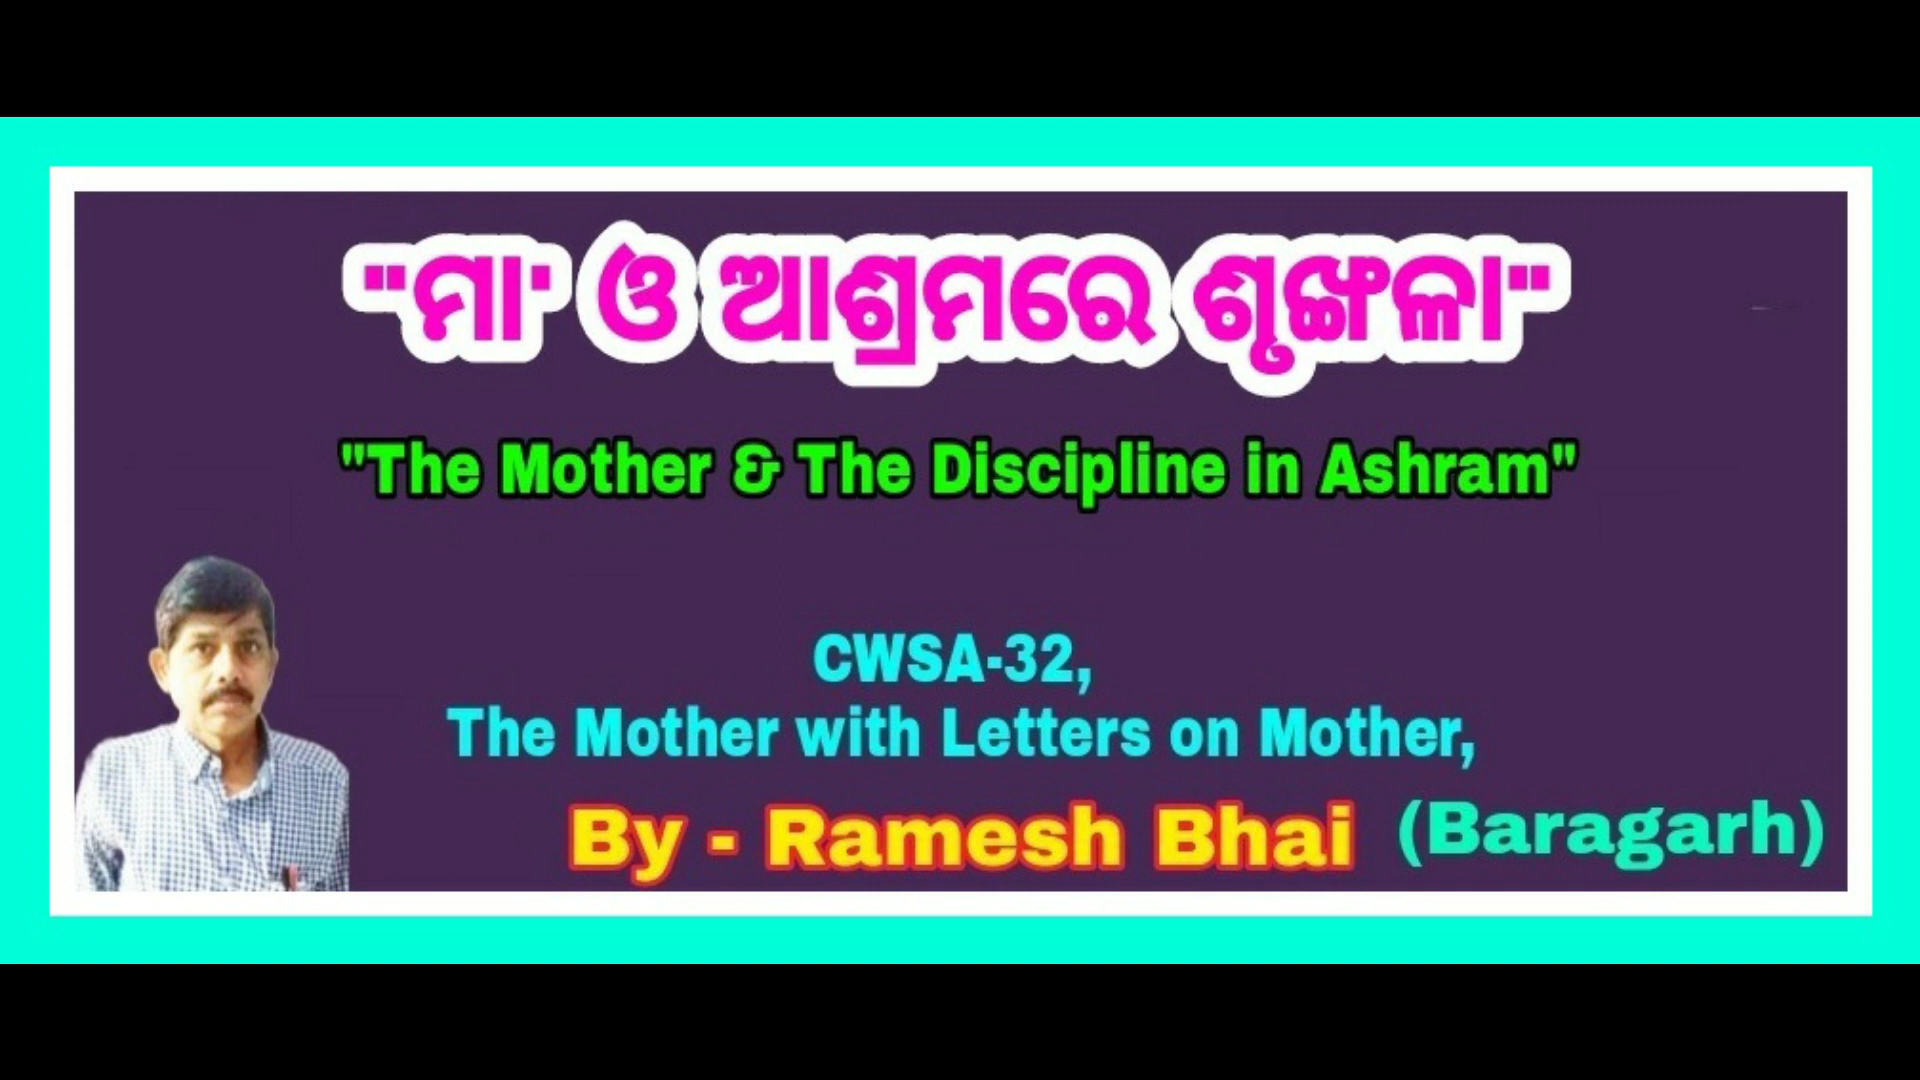 "ମା' ଓ ଆଶ୍ରମରେ ଶୃଙ୍ଖଳା"
"The Mother & The Discipline in Ashram"
CWSA-32,
The Mother with Letters on Mother,
By - Ramesh Bhai (Baragarh)